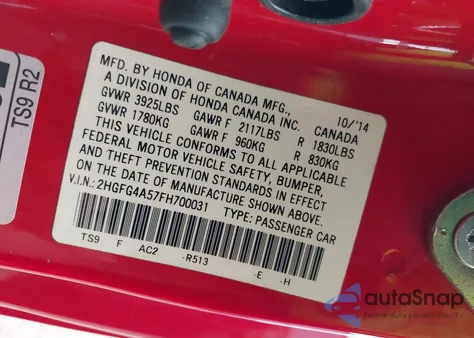 TS9 R2
MFD. BY HONDA OF CANADA MFG.,
A DIVISION OF HONDA CANADA INC. CANADA 10/'14
GVWR 3925LBS GAWR F 2117LBS R 1830LBS
GVWR 1780KG GAWR F 960KG R 830KG
THIS VEHICLE CONFORMS TO ALL APPLICABLE
FEDERAL MOTOR VEHICLE SAFETY, BUMPER,
AND THEFT PREVENTION STANDARDS IN EFFECT
ON THE DATE OF MANUFACTURE SHOWN ABOVE.
V.I.N.: 2HGFG4A57FH700031 TYPE: PASSENGER CAR
TS9 F AC2 -R513 -E -H
autoSnap